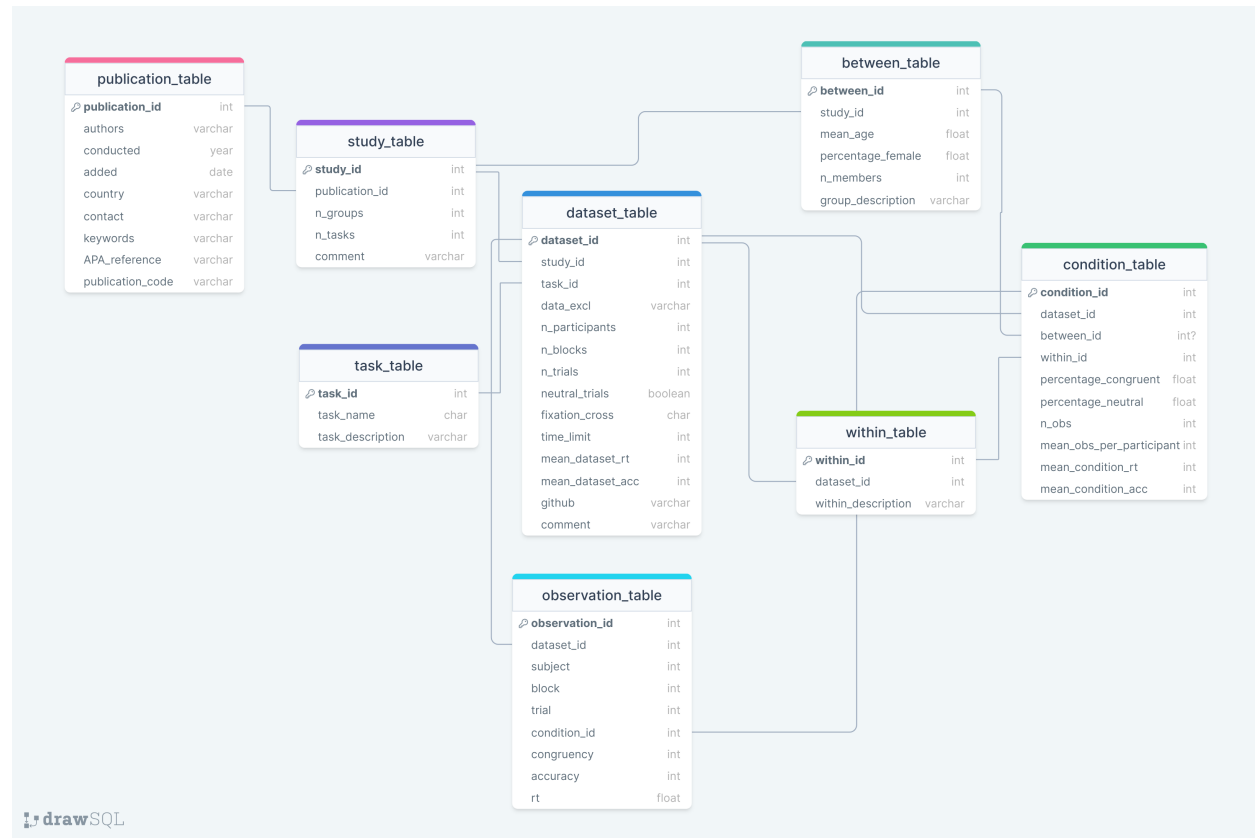 publication_table
publication_id int
authors varchar
conducted year
added date
country varchar
contact varchar
keywords varchar
APA_reference varchar
publication_code varchar
study_table
study_id int
publication_id int
n_groups int
n_tasks int
comment varchar
task_table
task_id int
task_name char
task_description varchar
dataset_table
dataset_id int
study_id int
task_id int
data_excl varchar
n_participants int
n_blocks int
n_trials int
neutral_trials boolean
fixation_cross char
time_limit int
mean_dataset_rt int
mean_dataset_acc int
github varchar
comment varchar
observation_table
observation_id int
dataset_id int
subject int
block int
trial int
condition_id int
congruency int
accuracy int
rt float
between_table
between_id int
study_id int
mean_age float
percentage_female float
n_members int
group_description varchar
within_table
within_id int
dataset_id int
within_description varchar
condition_table
condition_id int
dataset_id int
between_id int?
within_id int
percentage_congruent float
percentage_neutral float
n_obs int
mean_obs_per_participant int
mean_condition_rt int
mean_condition_acc int
drawSQL